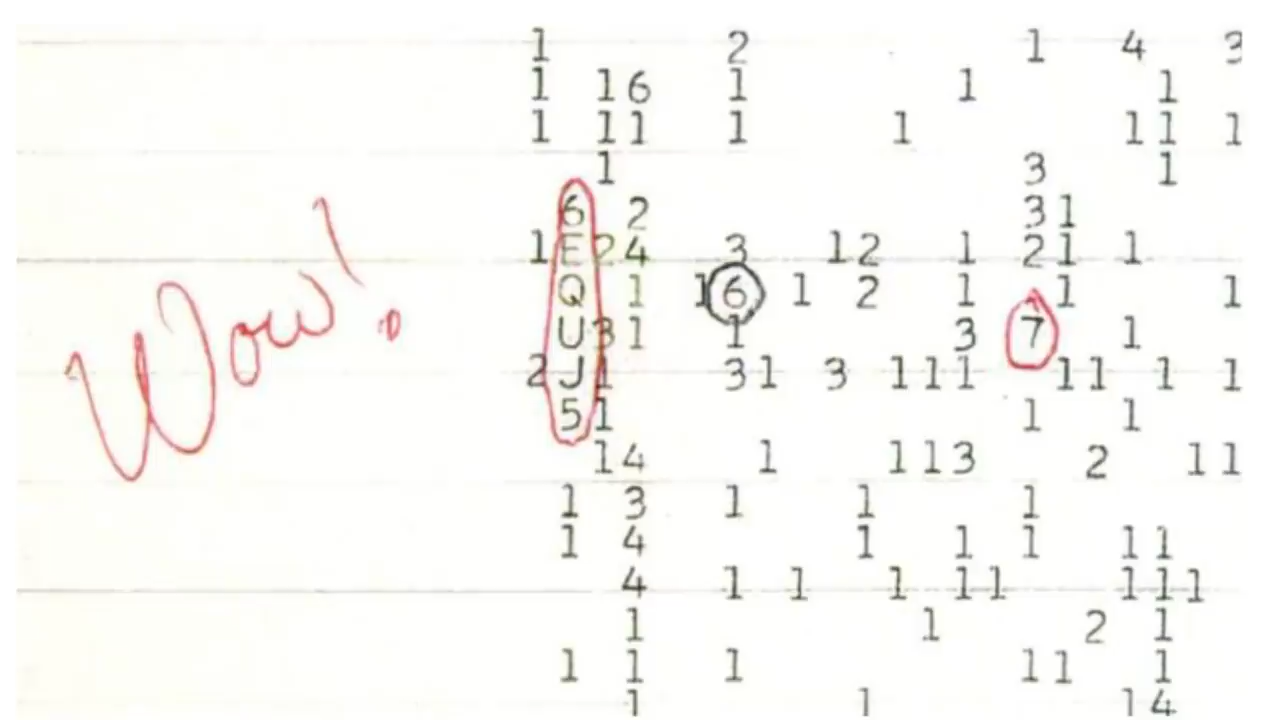 1 2 1 4 3
1 16 1 1 1
1 11 1 1 11 1
1 3 1
6 2 31
1E24 3 12 1 21 1
Q 1 16 1 2 1 1 1
U31 1 3 7 1
Wow!
2J1 31 3 111 11 1 1
51 1 1
14 1 113 2 11
1 3 1 1 1
1 4 1 1 1 11
4 1 1 1 11 111
1 1 2 1
1 1 1 11 1
1 1 14